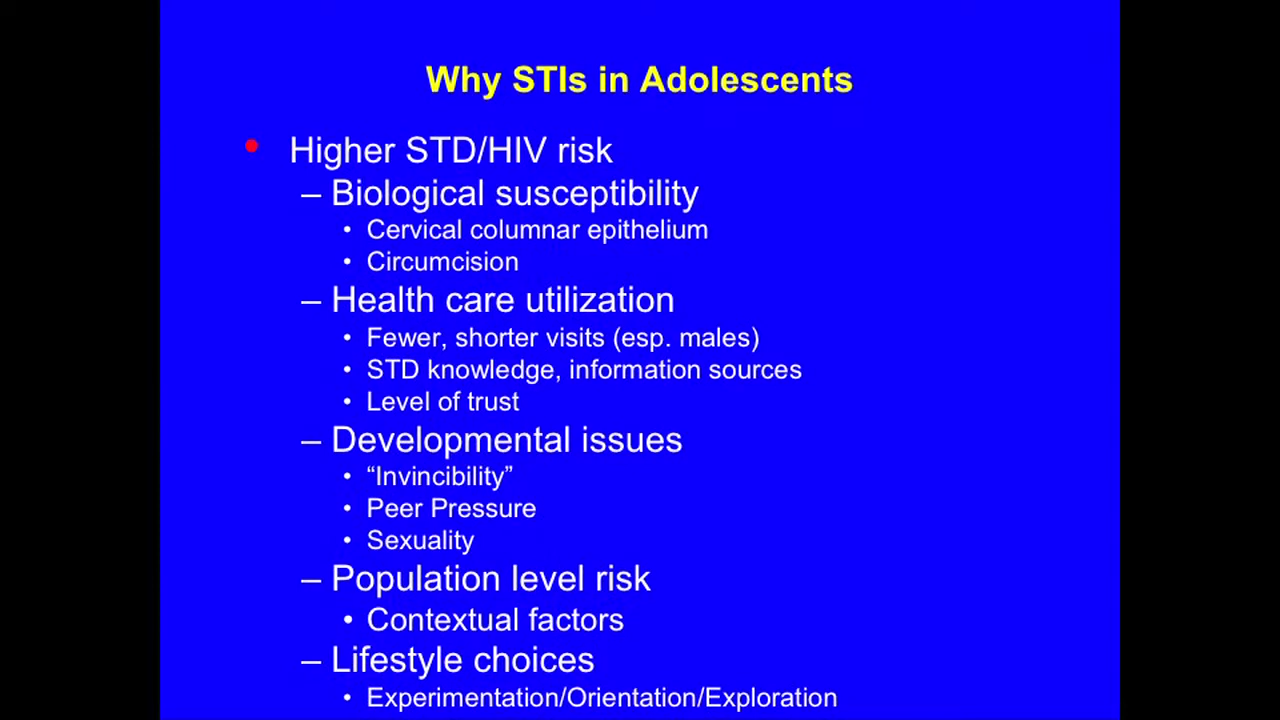 Why STIs in Adolescents
• Higher STD/HIV risk
– Biological susceptibility
• Cervical columnar epithelium
• Circumcision
– Health care utilization
• Fewer, shorter visits (esp. males)
• STD knowledge, information sources
• Level of trust
– Developmental issues
• “Invincibility”
• Peer Pressure
• Sexuality
– Population level risk
• Contextual factors
– Lifestyle choices
• Experimentation/Orientation/Exploration